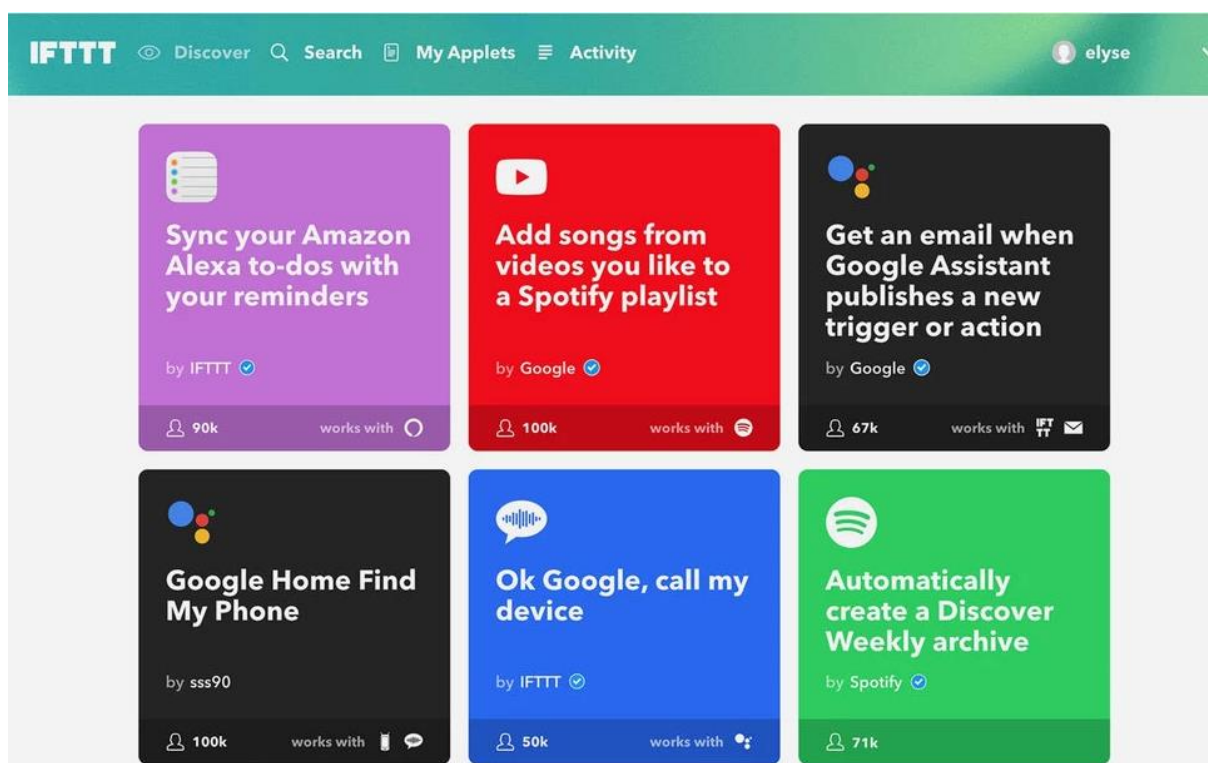 IFTTT Discover Search My Applets Activity elyse
Sync your Amazon
Alexa to-dos with
your reminders
by IFTTT
90k works with
Add songs from
videos you like to
a Spotify playlist
by Google
100k works with
Get an email when
Google Assistant
publishes a new
trigger or action
by Google
67k works with IFTTT
Google Home Find
My Phone
by sss90
100k works with
Ok Google, call my
device
by IFTTT
50k works with
Automatically
create a Discover
Weekly archive
by Spotify
71k